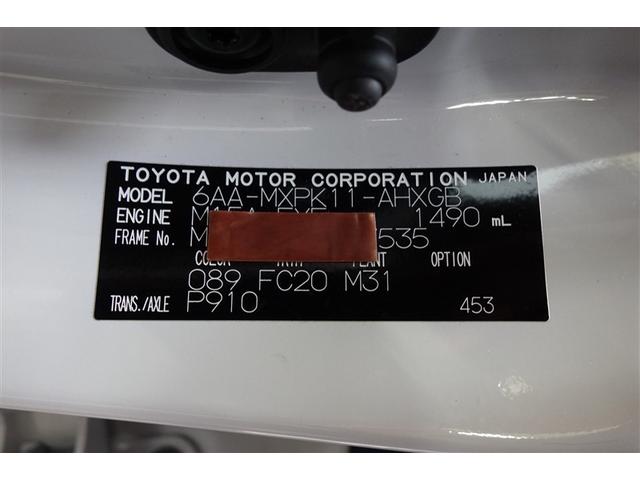 TOYOTA MOTOR CORPORATION JAPAN
MODEL 6AA-MXPK11-AHXGB
ENGINE 1490 mL
FRAME No. 535
OPTION
089 FC20 M31
TRANS./AXLE P910 453